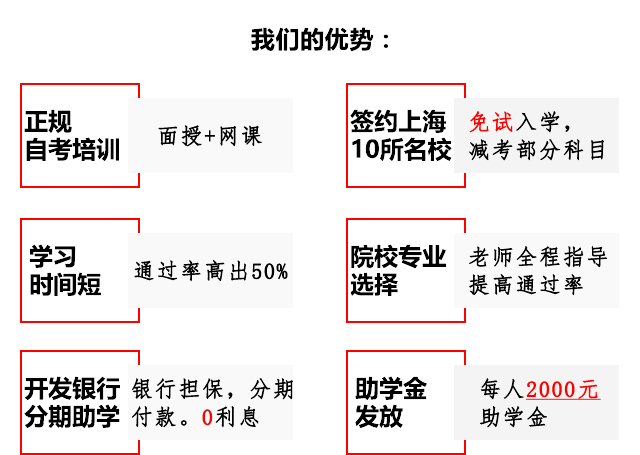 我们的优势：
正规
自考培训
面授+网课
签约上海
10所名校
免试入学，
减考部分科目
学习
时间短
通过率高出50%
院校专业
选择
老师全程指导
提高通过率
开发银行
分期助学
银行担保，分期
付款。0利息
助学金
发放
每人2000元
助学金